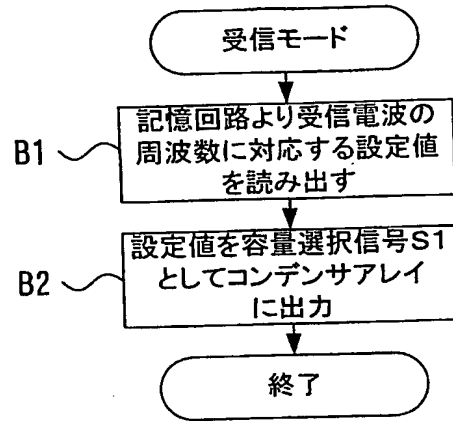 受信モード
B1
記憶回路より受信電波の
周波数に対応する設定値
を読み出す
B2
設定値を容量選択信号S1
としてコンデンサアレイ
に出力
終了